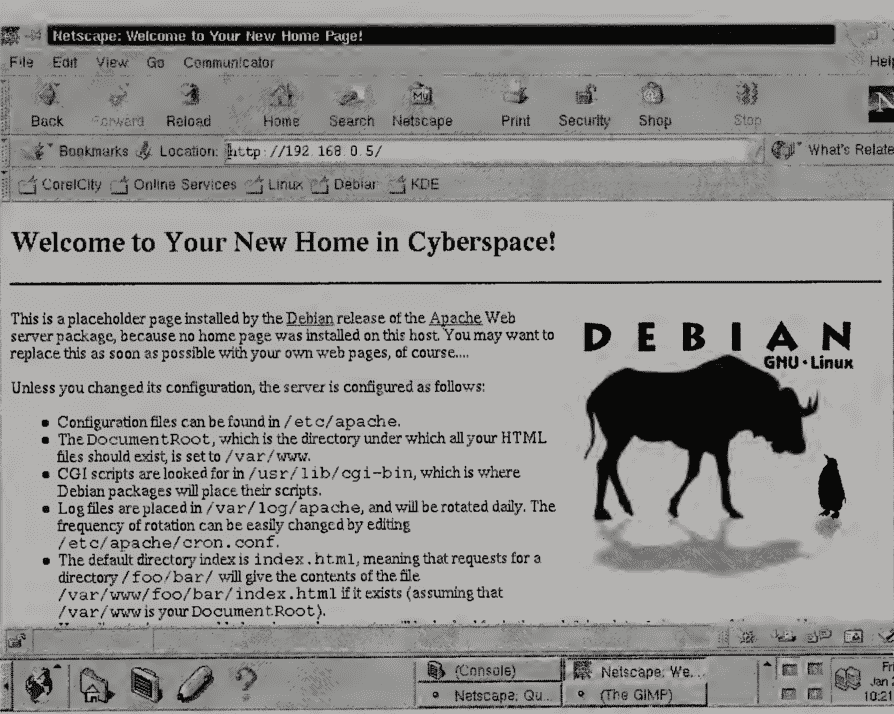 Netscape: Welcome to Your New Home Page!
File Edit View Go Communicator Help
Back Forward Reload Home Search Netscape Print Security Shop Stop
Bookmarks Location: http://192.168.0.5/ What's Relate
CorelCity Online Services Linux Debian KDE
Welcome to Your New Home in Cyberspace!
This is a placeholder page installed by the Debian release of the Apache Web
server package, because no home page was installed on this host. You may want to
replace this as soon as possible with your own web pages, of course....
DEBIAN
GNU·Linux
Unless you changed its configuration, the server is configured as follows:
• Configuration files can be found in /etc/apache.
• The DocumentRoot, which is the directory under which all your HTML
files should exist, is set to /var/www.
• CGI scripts are looked for in /usr/lib/cgi-bin, which is where
Debian packages will place their scripts.
• Log files are placed in /var/log/apache, and will be rotated daily. The
frequency of rotation can be easily changed by editing
/etc/apache/cron.conf.
• The default directory index is index.html, meaning that requests for a
directory /foo/bar/ will give the contents of the file
/var/www/foo/bar/index.html if it exists (assuming that
/var/www is your DocumentRoot).
(Console) Netscape: We...
Netscape, Qu... (The GIMP)
Fri
Jan 2
10:21